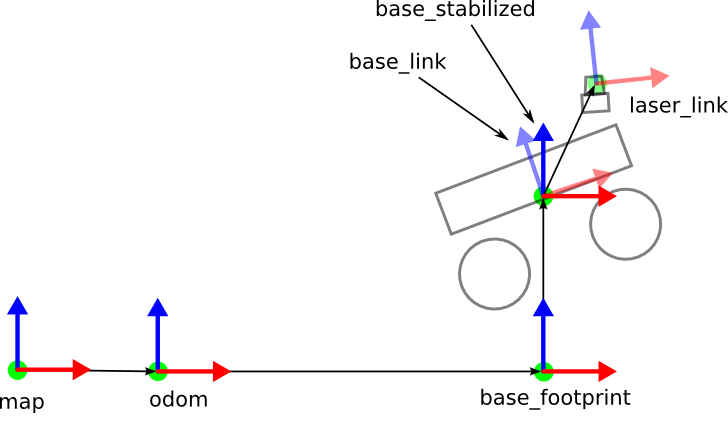 base_stabilized
base_link
laser_link
map
odom
base_footprint